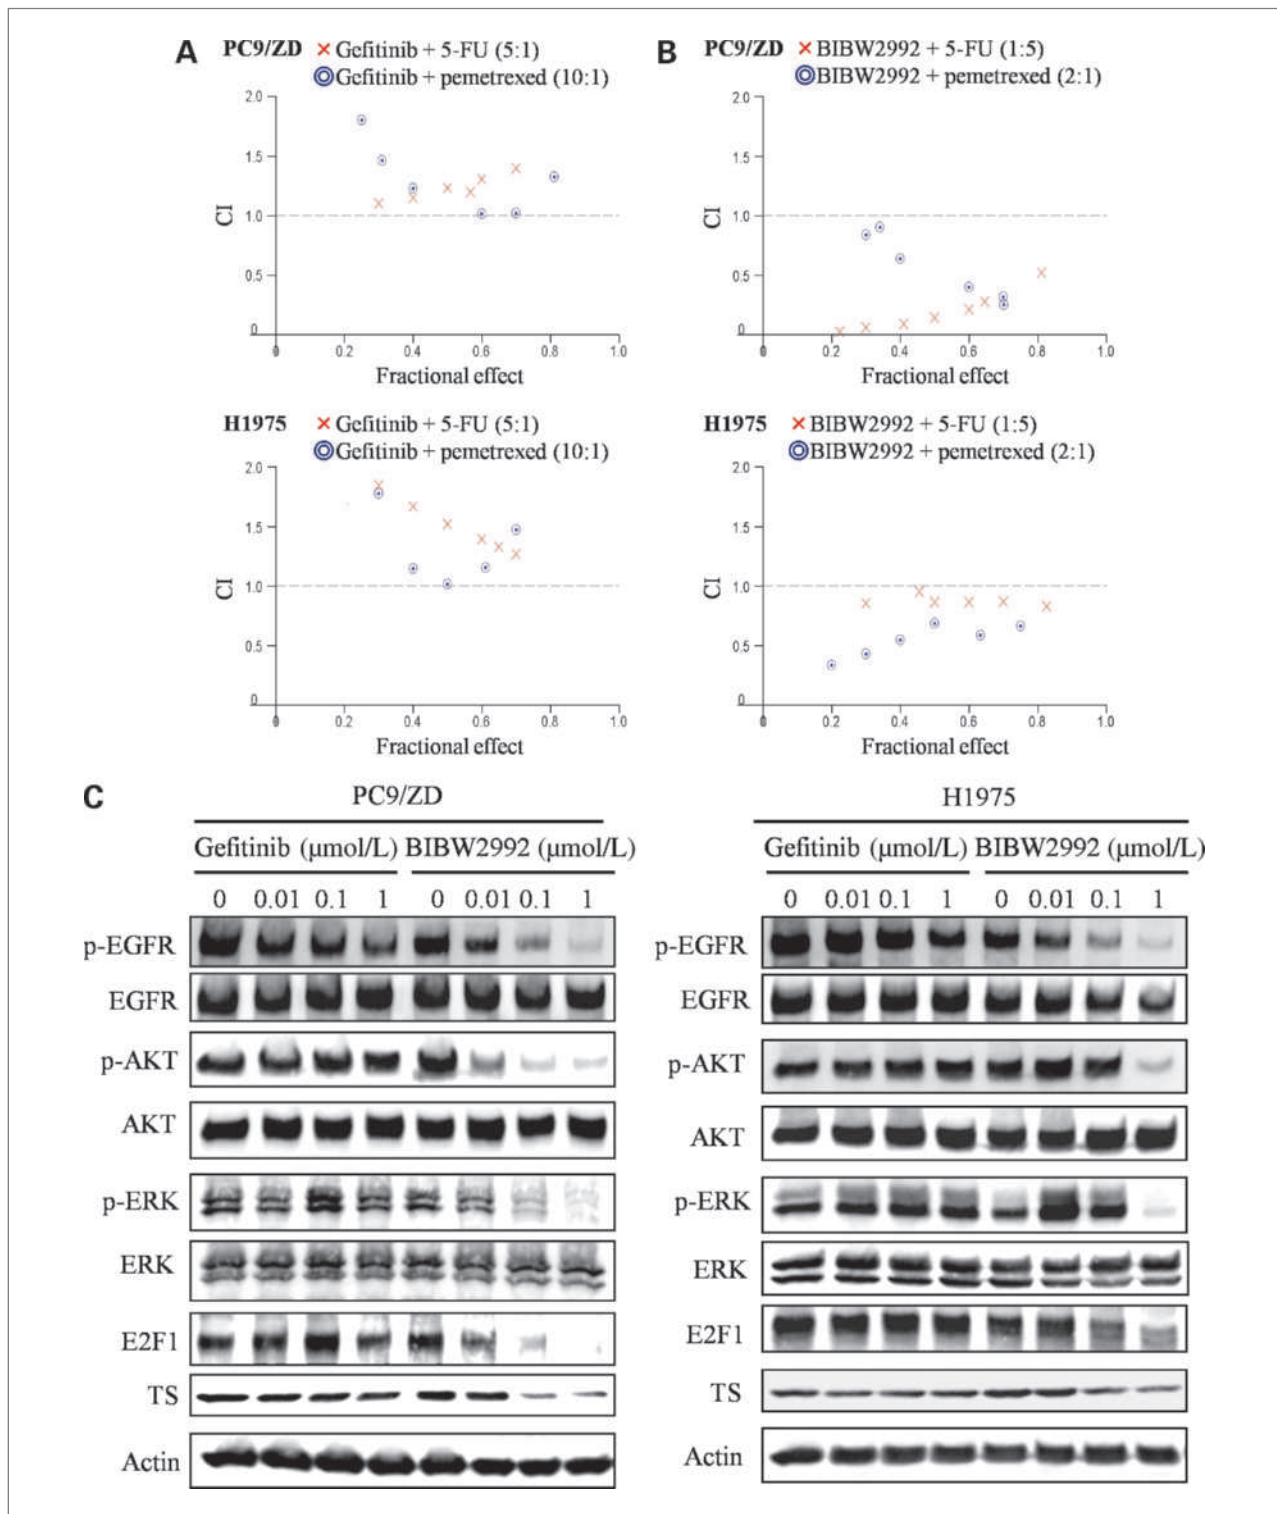 A PC9/ZD × Gefitinib + 5-FU (5:1)
Gefitinib + pemetrexed (10:1)
2.0
1.5
1.0
0.5
0
CI
0 0.2 0.4 0.6 0.8 1.0
Fractional effect
B PC9/ZD × BIBW2992 + 5-FU (1:5)
BIBW2992 + pemetrexed (2:1)
2.0
1.5
1.0
0.5
0
CI
0 0.2 0.4 0.6 0.8 1.0
Fractional effect
H1975 × Gefitinib + 5-FU (5:1)
Gefitinib + pemetrexed (10:1)
2.0
1.5
1.0
0.5
0
CI
0 0.2 0.4 0.6 0.8 1.0
Fractional effect
H1975 × BIBW2992 + 5-FU (1:5)
BIBW2992 + pemetrexed (2:1)
2.0
1.5
1.0
0.5
0
CI
0 0.2 0.4 0.6 0.8 1.0
Fractional effect
C
PC9/ZD
Gefitinib (µmol/L) BIBW2992 (µmol/L)
0 0.01 0.1 1 0 0.01 0.1 1
p-EGFR
EGFR
p-AKT
AKT
p-ERK
ERK
E2F1
TS
Actin
H1975
Gefitinib (µmol/L) BIBW2992 (µmol/L)
0 0.01 0.1 1 0 0.01 0.1 1
p-EGFR
EGFR
p-AKT
AKT
p-ERK
ERK
E2F1
TS
Actin